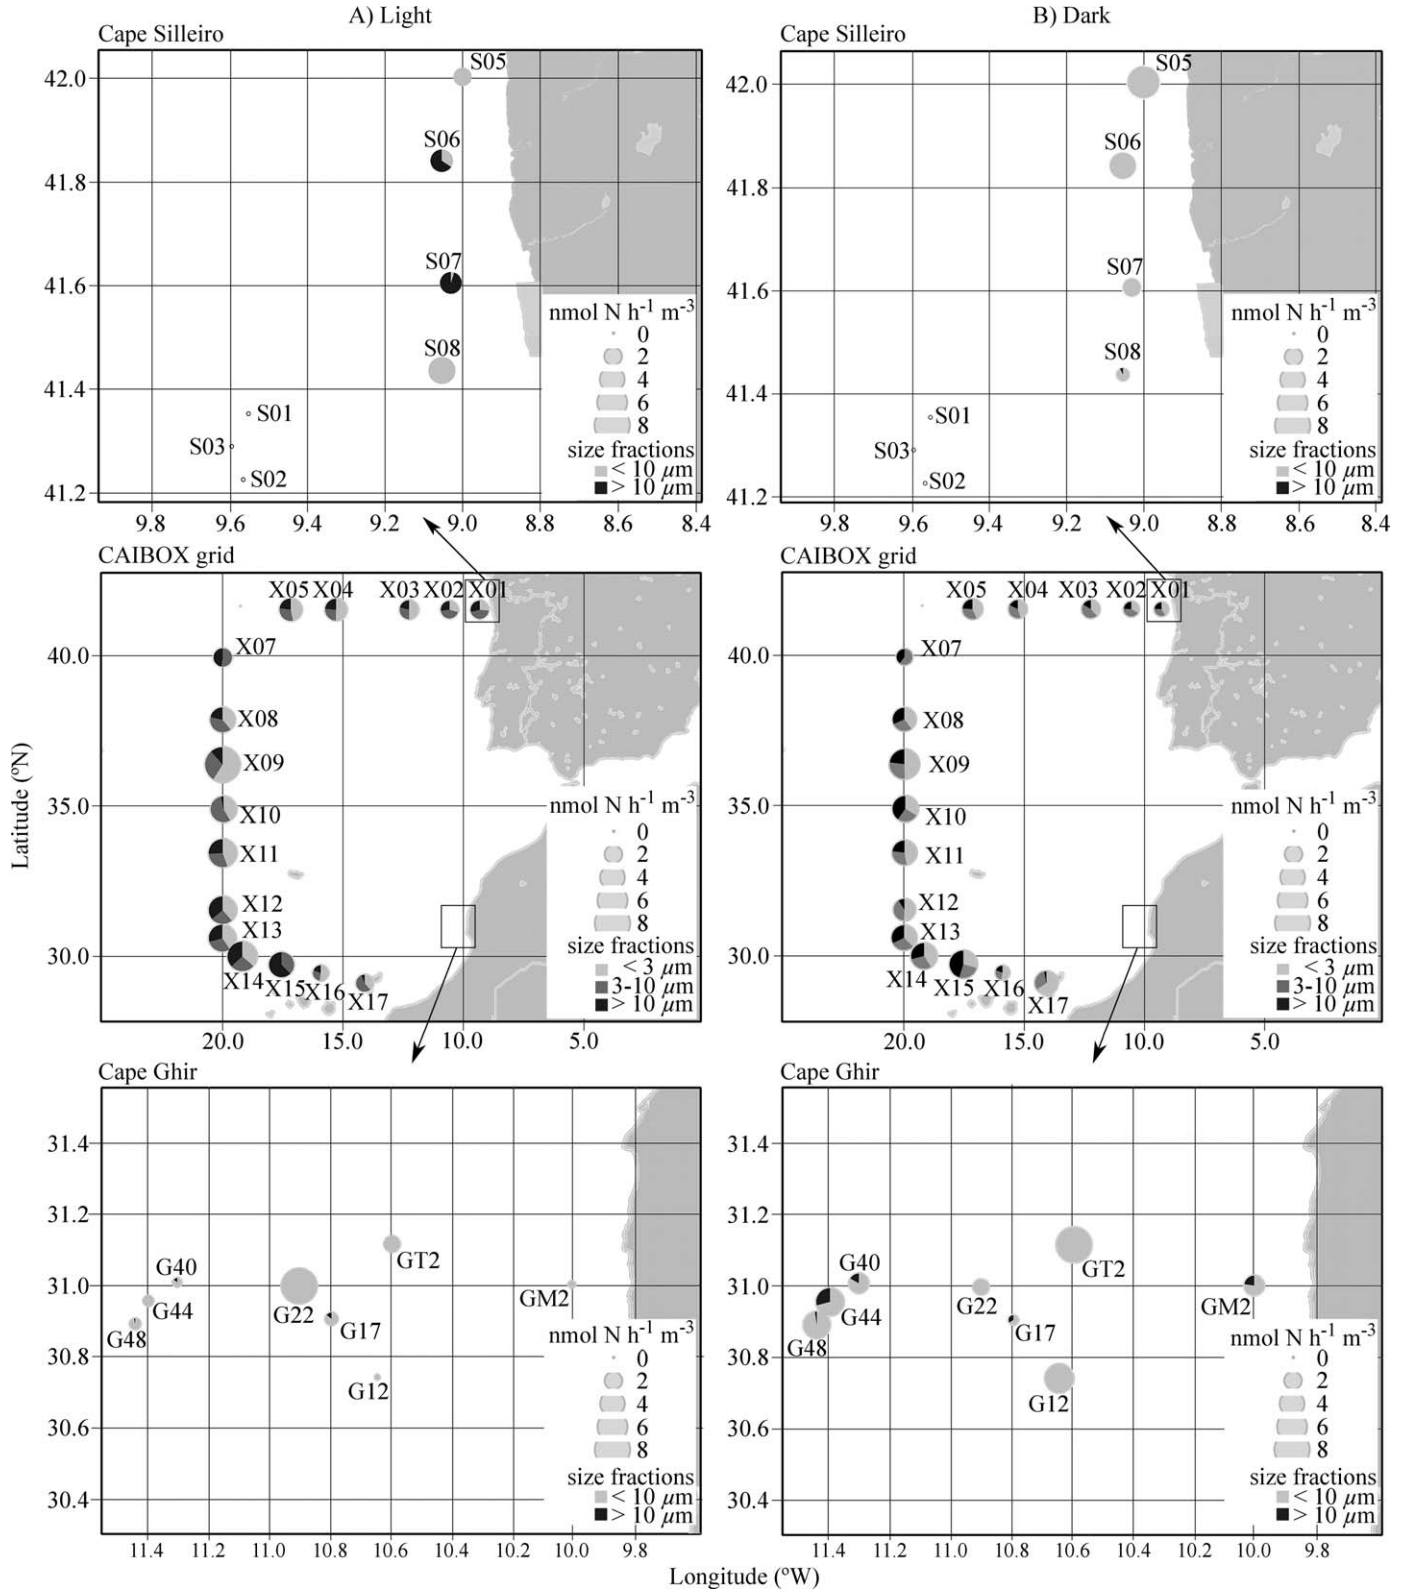 A) Light
B) Dark
Cape Silleiro
S05
42.0
S06
41.8
S07
41.6
S08
41.4
S01
S03
S02
41.2
nmol N h-1 m-3
0
2
4
6
8
size fractions
< 10 µm
> 10 µm
9.8 9.6 9.4 9.2 9.0 8.8 8.6 8.4
Cape Silleiro
S05
42.0
S06
41.8
S07
41.6
S08
41.4
S01
S03
S02
41.2
nmol N h-1 m-3
0
2
4
6
8
size fractions
< 10 µm
> 10 µm
9.8 9.6 9.4 9.2 9.0 8.8 8.6 8.4
CAIBOX grid
X05 X04 X03 X02 X01
40.0
X07
X08
X09
35.0
X10
X11
X12
X13
30.0
X14
X15
X16
X17
nmol N h-1 m-3
0
2
4
6
8
size fractions
< 3 µm
3-10 µm
> 10 µm
20.0 15.0 10.0 5.0
CAIBOX grid
X05 X04 X03 X02 X01
40.0
X07
X08
X09
35.0
X10
X11
X12
X13
30.0
X14
X15
X16
X17
nmol N h-1 m-3
0
2
4
6
8
size fractions
< 3 µm
3-10 µm
> 10 µm
20.0 15.0 10.0 5.0
Latitude (ºN)
Cape Ghir
31.4
31.2
GT2
G40
31.0
GM2
G44
G22
G17
G48
30.8
G12
30.6
30.4
nmol N h-1 m-3
0
2
4
6
8
size fractions
< 10 µm
> 10 µm
11.4 11.2 11.0 10.8 10.6 10.4 10.2 10.0 9.8
Cape Ghir
31.4
31.2
GT2
G40
31.0
GM2
G44
G22
G17
G48
30.8
G12
30.6
30.4
nmol N h-1 m-3
0
2
4
6
8
size fractions
< 10 µm
> 10 µm
11.4 11.2 11.0 10.8 10.6 10.4 10.2 10.0 9.8
Longitude (ºW)